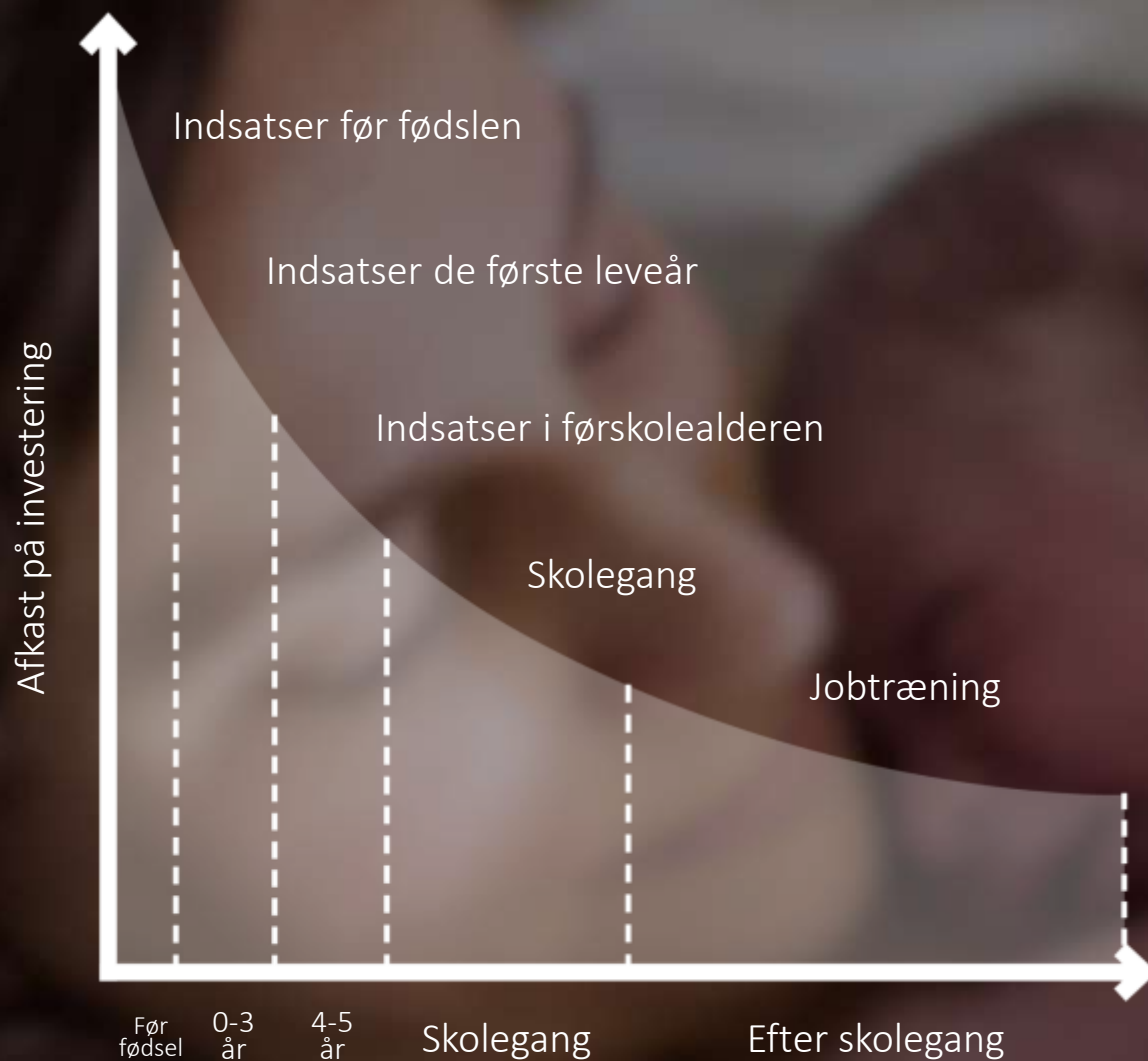 Indsatser før fødslen
Indsatser de første leveår
Indsatser i førskolealderen
Skolegang
Jobtræning
Afkast på investering
Før
fødsel
0-3
år
4-5
år
Skolegang
Efter skolegang